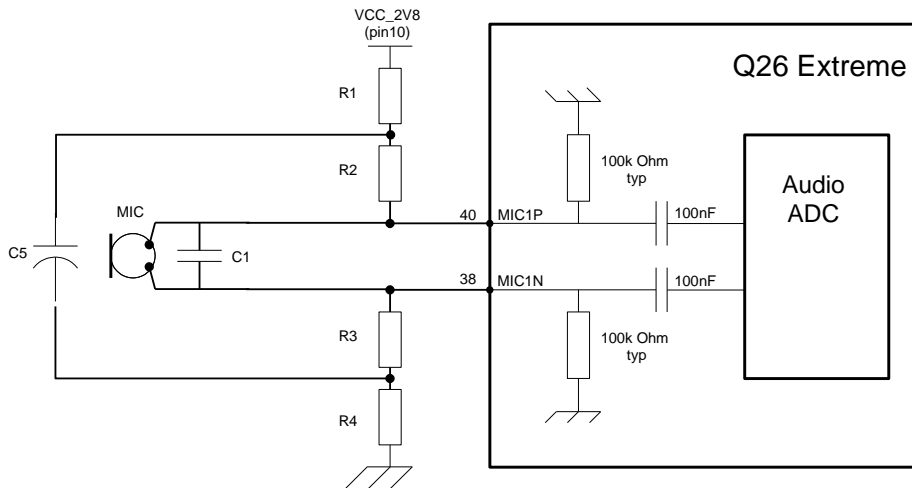 VCC_2V8
(pin10)
Q26 Extreme
R1
R2
100k Ohm
typ
Audio
ADC
MIC
40
MIC1P
100nF
C5
C1
38
MIC1N
100nF
R3
100k Ohm
typ
R4